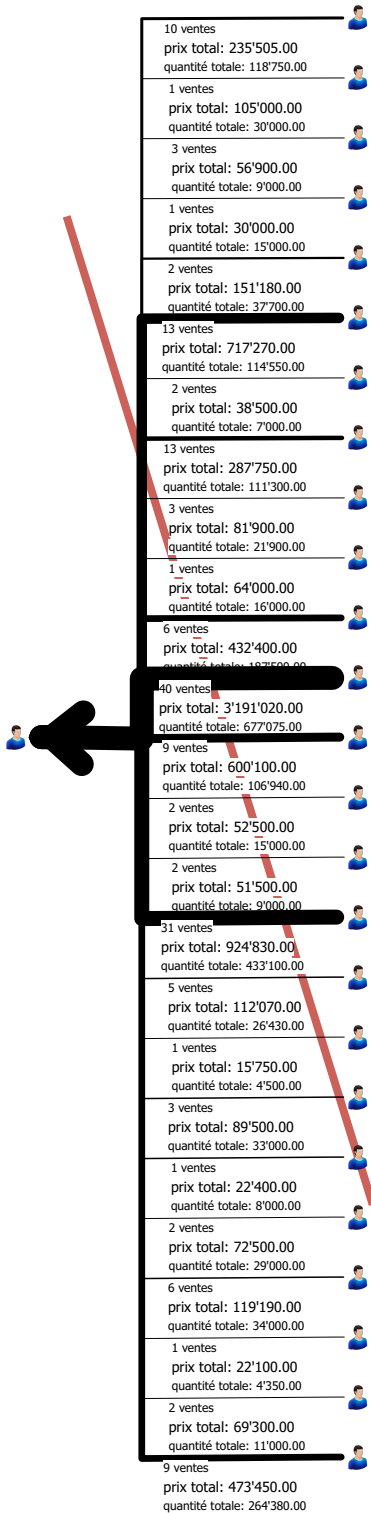 10 ventes
prix total: 235'505.00
quantité totale: 118'750.00
1 ventes
prix total: 105'000.00
quantité totale: 30'000.00
3 ventes
prix total: 56'900.00
quantité totale: 9'000.00
1 ventes
prix total: 30'000.00
quantité totale: 15'000.00
2 ventes
prix total: 151'180.00
quantité totale: 37'700.00
13 ventes
prix total: 717'270.00
quantité totale: 114'550.00
2 ventes
prix total: 38'500.00
quantité totale: 7'000.00
13 ventes
prix total: 287'750.00
quantité totale: 111'300.00
3 ventes
prix total: 81'900.00
quantité totale: 21'900.00
1 ventes
prix total: 64'000.00
quantité totale: 16'000.00
6 ventes
prix total: 432'400.00
quantité totale: 187'500.00
40 ventes
prix total: 3'191'020.00
quantité totale: 677'075.00
9 ventes
prix total: 600'100.00
quantité totale: 106'940.00
2 ventes
prix total: 52'500.00
quantité totale: 15'000.00
2 ventes
prix total: 51'500.00
quantité totale: 9'000.00
31 ventes
prix total: 924'830.00
quantité totale: 433'100.00
5 ventes
prix total: 112'070.00
quantité totale: 26'430.00
1 ventes
prix total: 15'750.00
quantité totale: 4'500.00
3 ventes
prix total: 89'500.00
quantité totale: 33'000.00
1 ventes
prix total: 22'400.00
quantité totale: 8'000.00
2 ventes
prix total: 72'500.00
quantité totale: 29'000.00
6 ventes
prix total: 119'190.00
quantité totale: 34'000.00
1 ventes
prix total: 22'100.00
quantité totale: 4'350.00
2 ventes
prix total: 69'300.00
quantité totale: 11'000.00
9 ventes
prix total: 473'450.00
quantité totale: 264'380.00